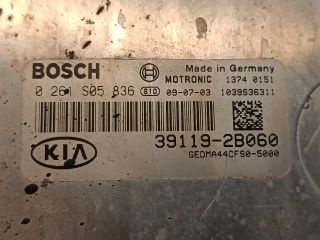 BOSCH
Made in Germany
MOTRONIC 1374 0151
0 261 S05 836 810 09-07-03 1039S36311
KIA
39119-2B060
GEDMA44CFS0-5000